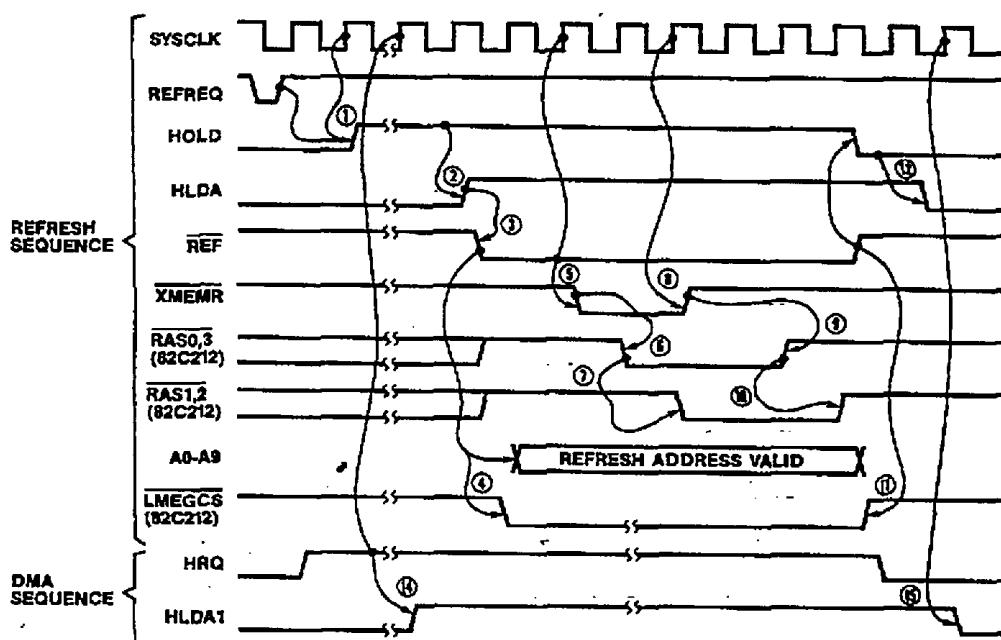 SYSCLK
REFREQ
①
HOLD
②
HLDA
③
REFRESH
SEQUENCE
REF
XMEMR
⑤
⑧
RAS0,3
(82C212)
⑥
⑨
⑦
RAS1,2
(82C212)
⑩
A0-A9
REFRESH ADDRESS VALID
LMEGCS
(82C212)
④
⑪
DMA
SEQUENCE
HRQ
HLDA1
⑭
⑮